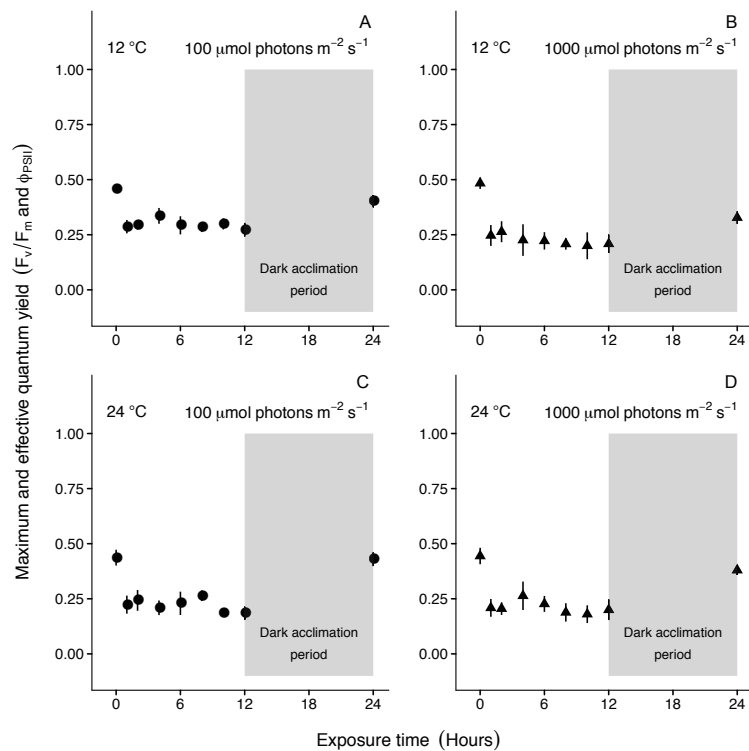 A
12 °C 100 μmol photons m−2 s−1
1.00
0.75
0.50
0.25
0.00
Dark acclimation
period
0 6 12 18 24
B
12 °C 1000 μmol photons m−2 s−1
Dark acclimation
period
0 6 12 18 24
C
24 °C 100 μmol photons m−2 s−1
1.00
0.75
0.50
0.25
0.00
Dark acclimation
period
0 6 12 18 24
D
24 °C 1000 μmol photons m−2 s−1
Dark acclimation
period
0 6 12 18 24
Maximum and effective quantum yield (Fv/Fm and ϕPSII)
Exposure time (Hours)